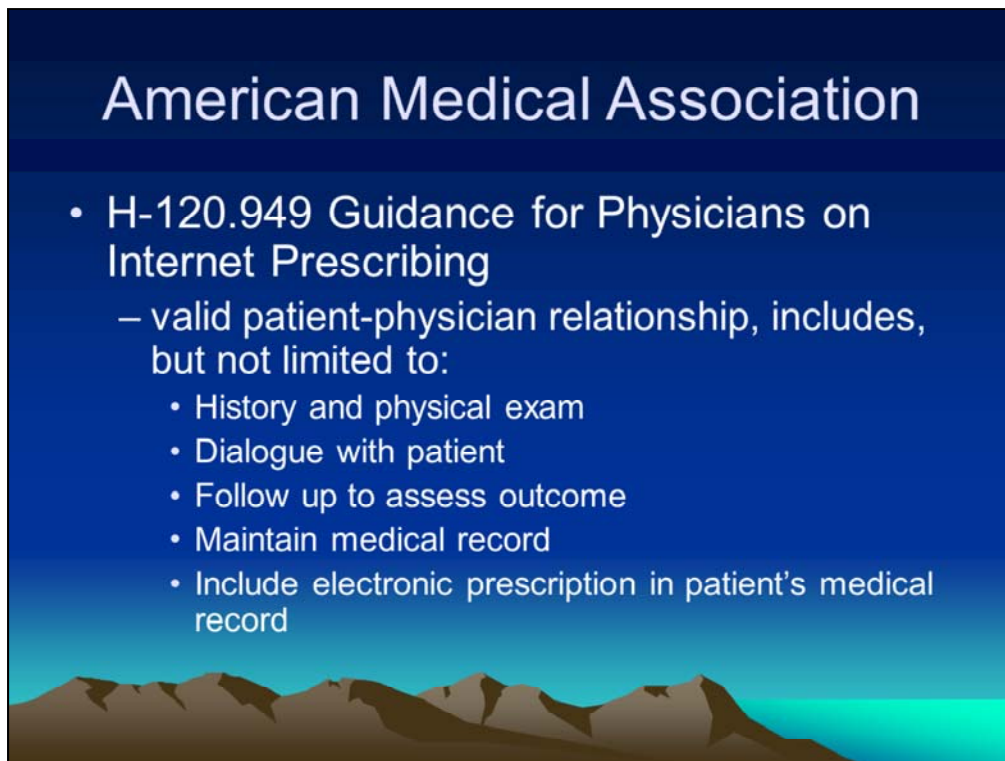 American Medical Association
• H-120.949 Guidance for Physicians on
Internet Prescribing
– valid patient-physician relationship, includes,
but not limited to:
• History and physical exam
• Dialogue with patient
• Follow up to assess outcome
• Maintain medical record
• Include electronic prescription in patient’s medical
record